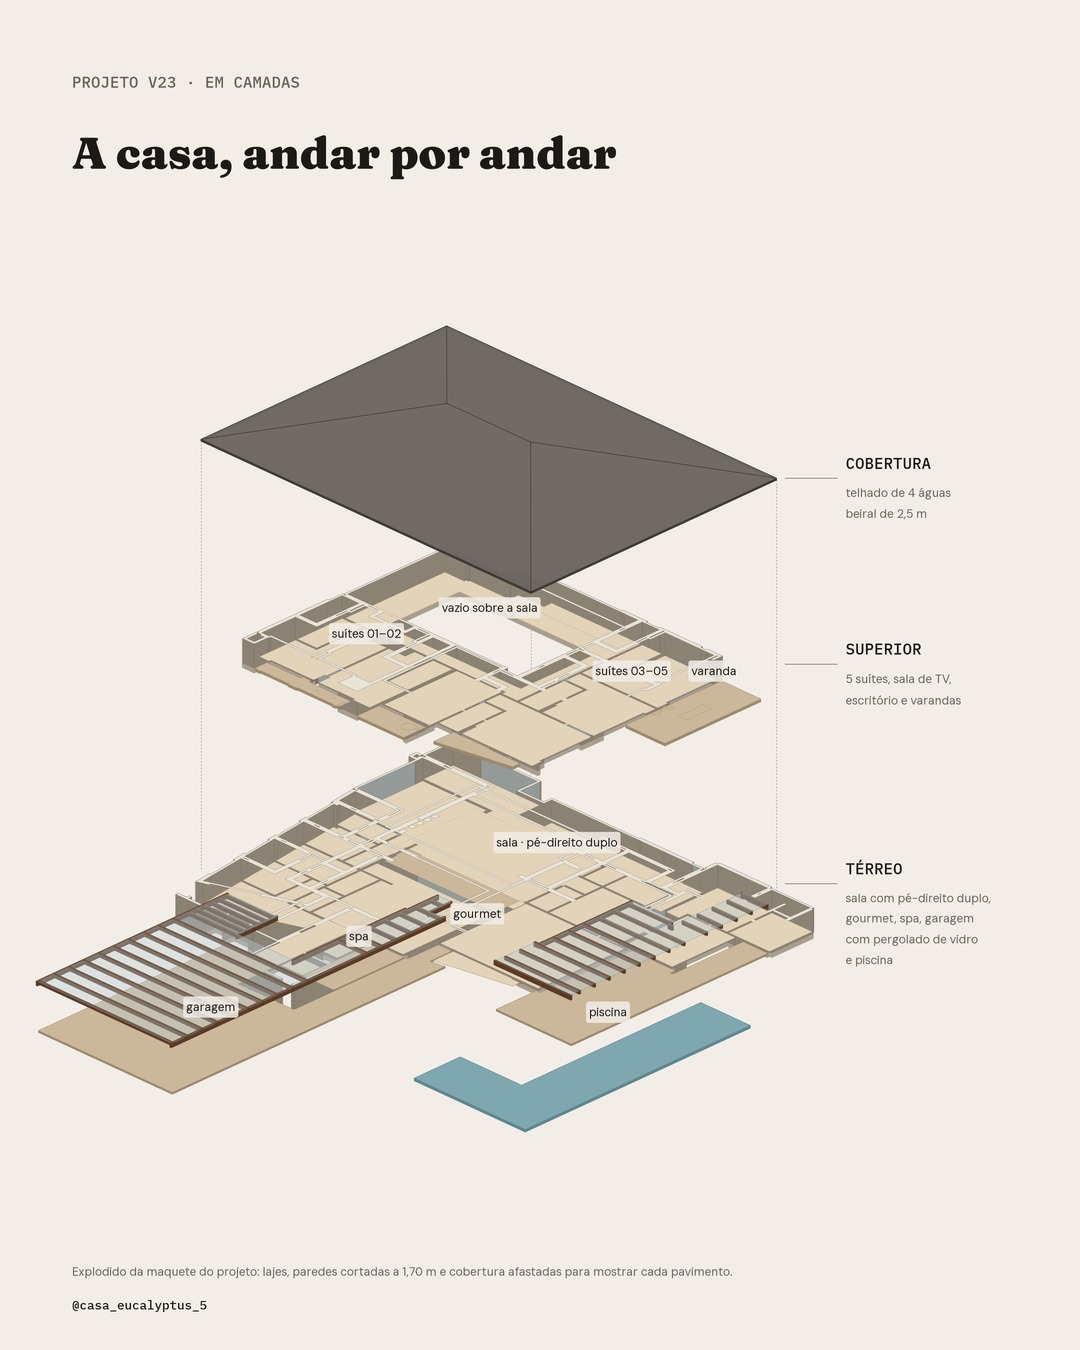 PROJETO V23 · EM CAMADAS
A casa, andar por andar
COBERTURA
telhado de 4 águas
beiral de 2,5 m
vazio sobre a sala
suítes 01–02
suítes 03–05
varanda
SUPERIOR
5 suítes, sala de TV,
escritório e varandas
sala · pé-direito duplo
gourmet
spa
garagem
piscina
TÉRREO
sala com pé-direito duplo,
gourmet, spa, garagem
com pergolado de vidro
e piscina
Explodido da maquete do projeto: lajes, paredes cortadas a 1,70 m e cobertura afastadas para mostrar cada pavimento.
@casa_eucalyptus_5